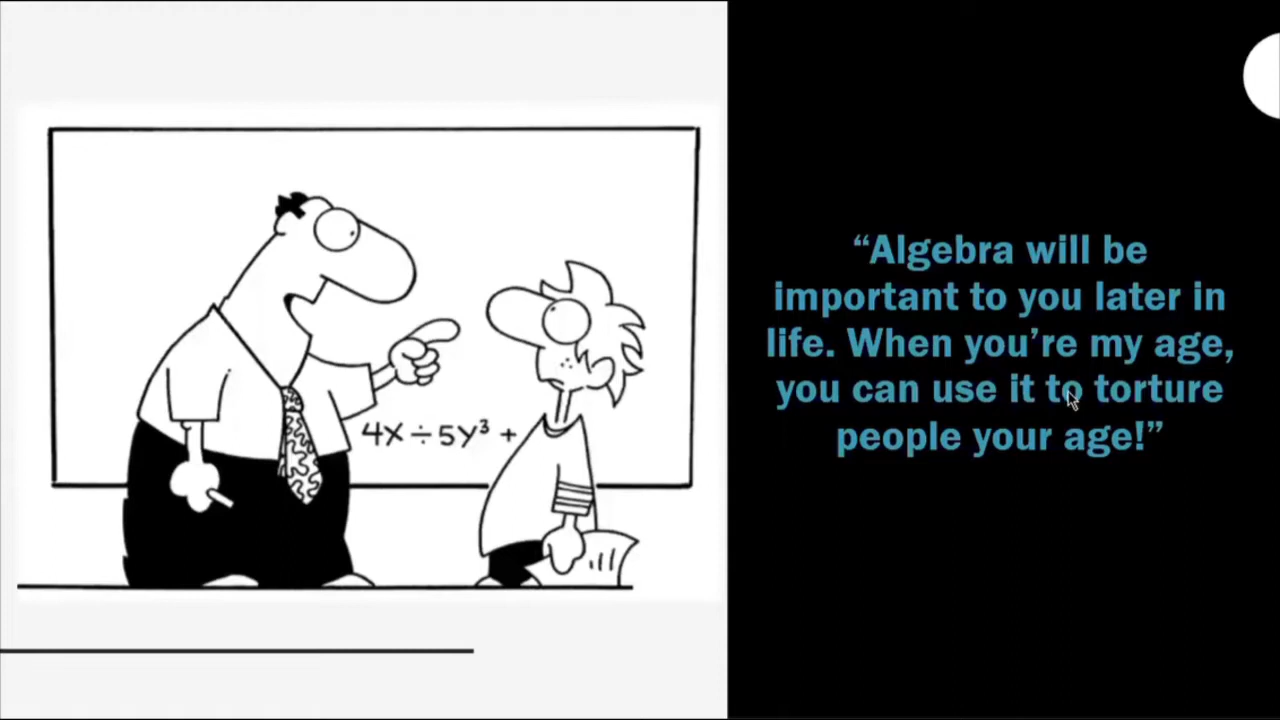 4X÷5Y³ +
“Algebra will be
important to you later in
life. When you’re my age,
you can use it to torture
people your age!”